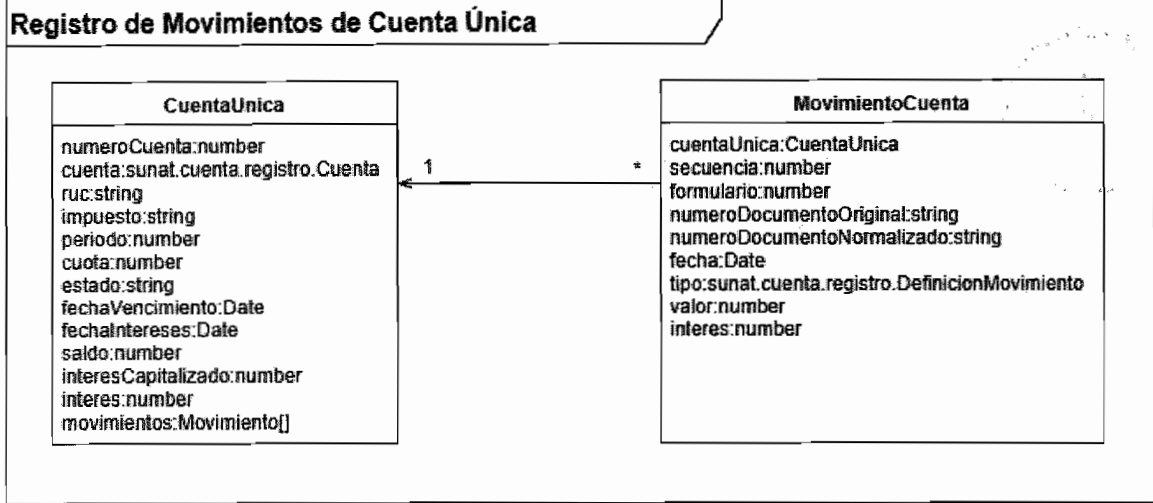 Registro de Movimientos de Cuenta Única
CuentaUnica
numeroCuenta:number
cuenta:sunat.cuenta.registro.Cuenta
ruc:string
impuesto:string
periodo:number
cuota:number
estado:string
fechaVencimiento:Date
fechaIntereses:Date
saldo:number
interesCapitalizado:number
interes:number
movimientos:Movimiento[]
1
*
MovimientoCuenta
cuentaUnica:CuentaUnica
secuencia:number
formulario:number
numeroDocumentoOriginal:string
numeroDocumentoNormalizado:string
fecha:Date
tipo:sunat.cuenta.registro.DefinicionMovimiento
valor:number
interes:number